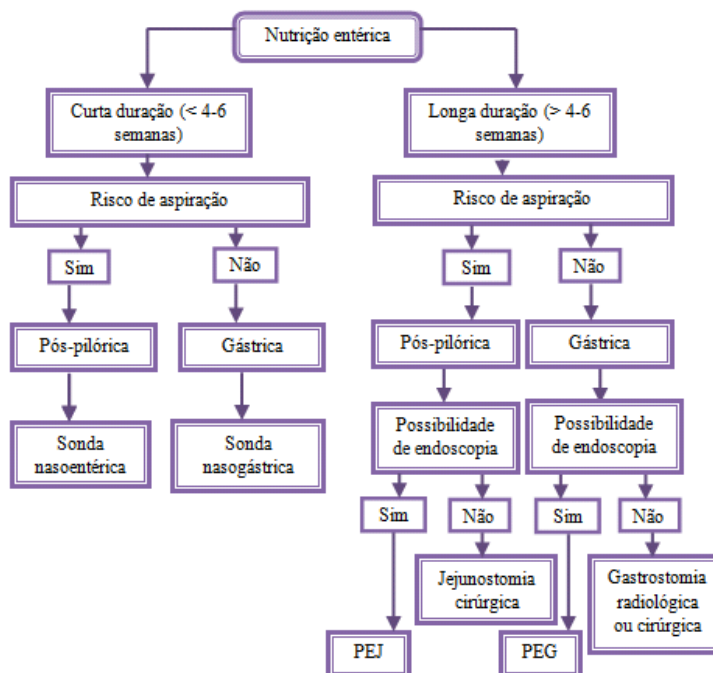 Nutrição entérica
Curta duração (< 4-6
semanas)
Longa duração (> 4-6
semanas)
Risco de aspiração
Risco de aspiração
Sim
Não
Sim
Não
Pós-pilórica
Gástrica
Pós-pilórica
Gástrica
Sonda
nasoentérica
Sonda
nasogástrica
Possibilidade
de endoscopia
Possibilidade
de endoscopia
Sim
Não
Sim
Não
Jejunostomia
cirúrgica
Gastrostomia
radiológica
ou cirúrgica
PEJ
PEG